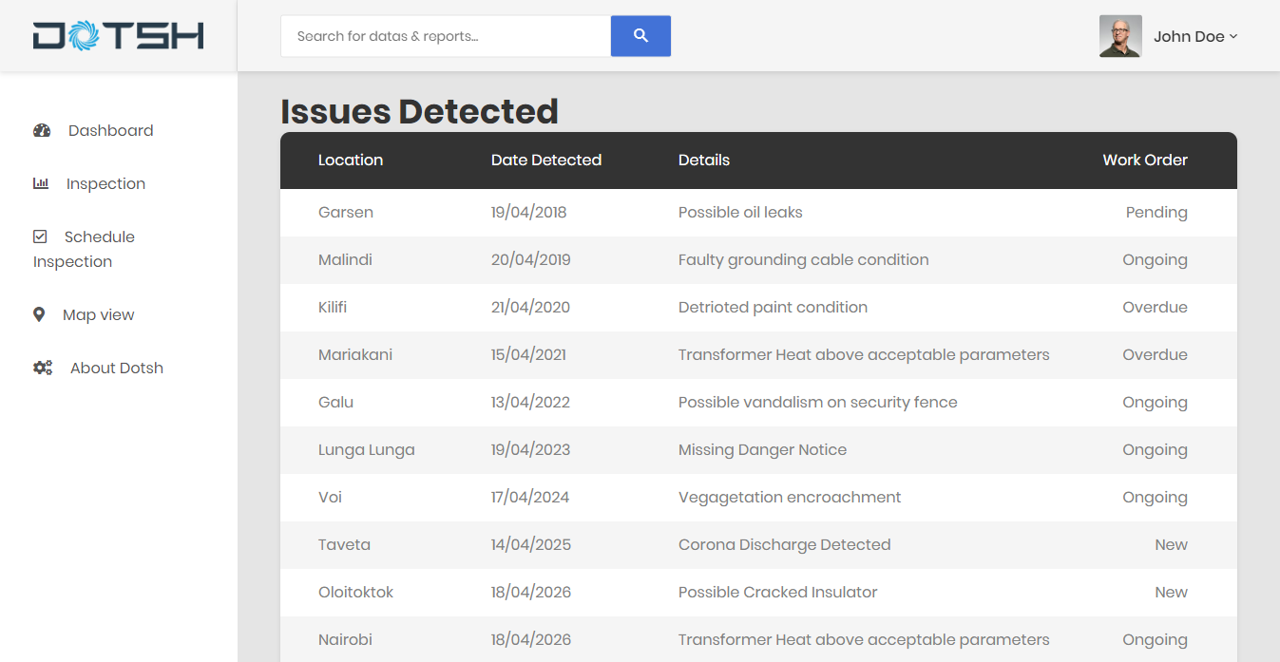 DOTSH
Search for datas & reports...
John Doe
Dashboard
Inspection
Schedule
Inspection
Map view
About Dotsh
Issues Detected
Location Date Detected Details Work Order
Garsen 19/04/2018 Possible oil leaks Pending
Malindi 20/04/2019 Faulty grounding cable condition Ongoing
Kilifi 21/04/2020 Detrioted paint condition Overdue
Mariakani 15/04/2021 Transformer Heat above acceptable parameters Overdue
Galu 13/04/2022 Possible vandalism on security fence Ongoing
Lunga Lunga 19/04/2023 Missing Danger Notice Ongoing
Voi 17/04/2024 Vegagetation encroachment Ongoing
Taveta 14/04/2025 Corona Discharge Detected New
Oloitoktok 18/04/2026 Possible Cracked Insulator New
Nairobi 18/04/2026 Transformer Heat above acceptable parameters Ongoing